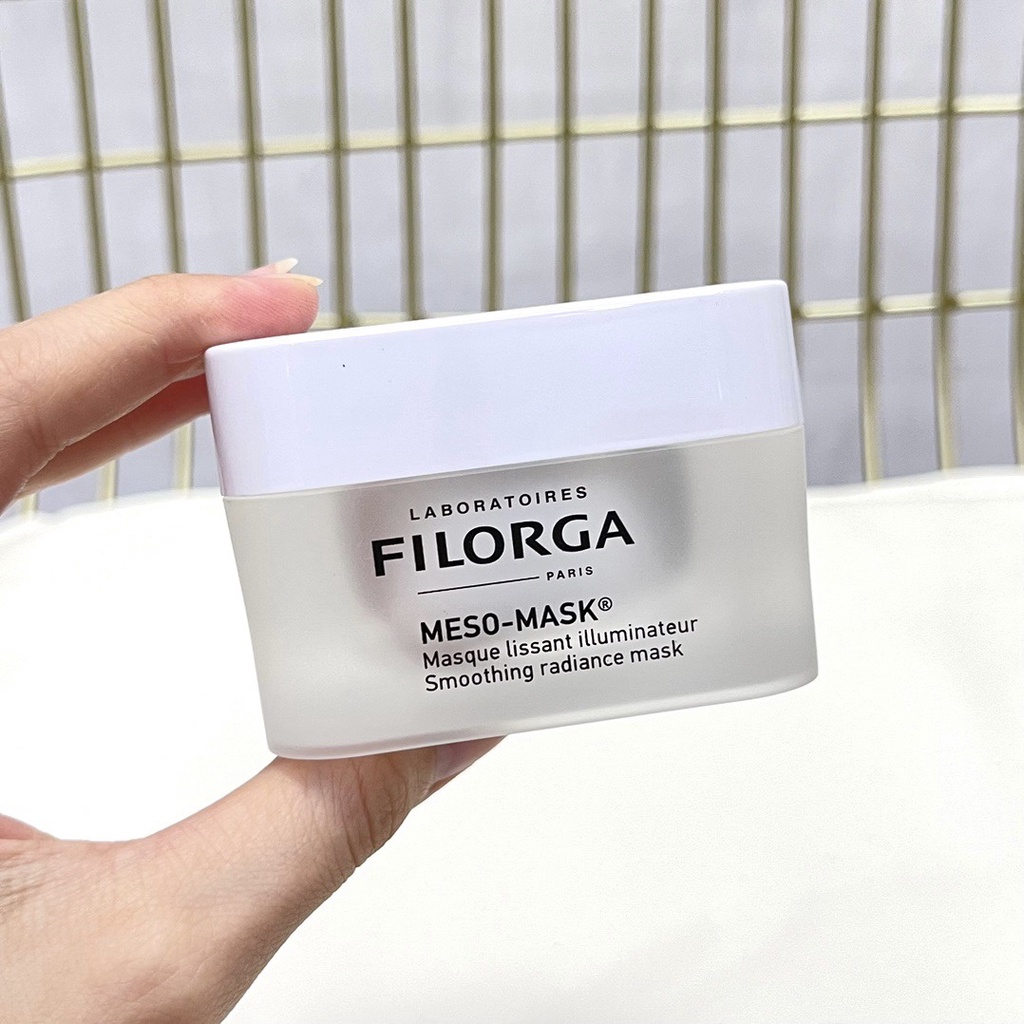 LABORATOIRES
FILORGA
PARIS
MESO-MASK®
Masque lissant illuminateur
Smoothing radiance mask